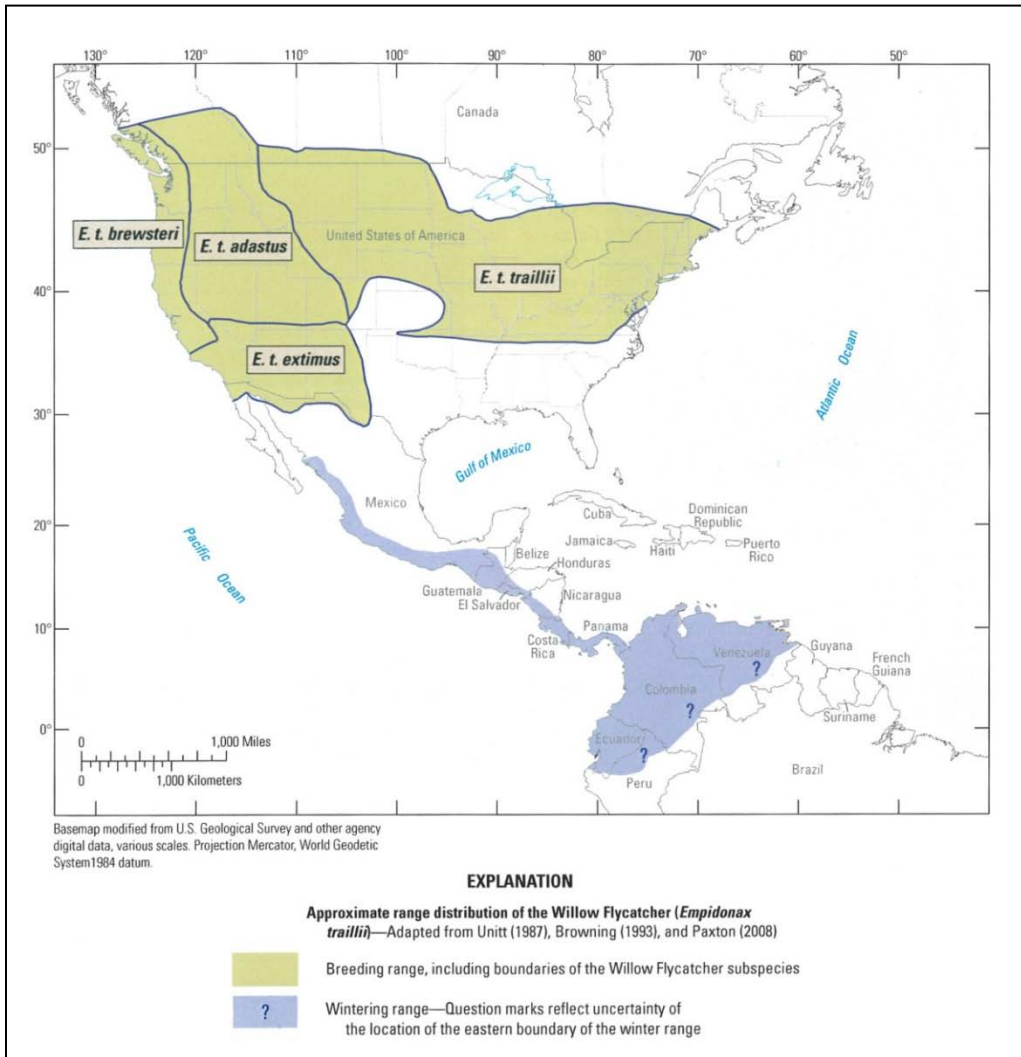 130° 120° 110° 100° 90° 80° 70° 60° 50°
Canada
50°
E. t. brewsteri
E. t. adastus
United States of America
E. t. traillii
40°
E. t. extimus
Atlantic Ocean
30°
Gulf of Mexico
Mexico
Cuba
Dominican
Republic
20°
Pacific Ocean
Jamaica
Haiti
Puerto
Rico
Belize
Honduras
Guatemala
El Salvador
Nicaragua
10°
Panama
Costa
Rica
Venezuela
Guyana
French
Guiana
?
Colombia
?
Suriname
0°
Ecuador
?
Peru
Brazil
0 1,000 Miles
0 1,000 Kilometers
Basemap modified from U.S. Geological Survey and other agency
digital data, various scales. Projection Mercator, World Geodetic
System1984 datum.
EXPLANATION
Approximate range distribution of the Willow Flycatcher (Empidonax
traillii)—Adapted from Unitt (1987), Browning (1993), and Paxton (2008)
Breeding range, including boundaries of the Willow Flycatcher subspecies
?
Wintering range—Question marks reflect uncertainty of
the location of the eastern boundary of the winter range